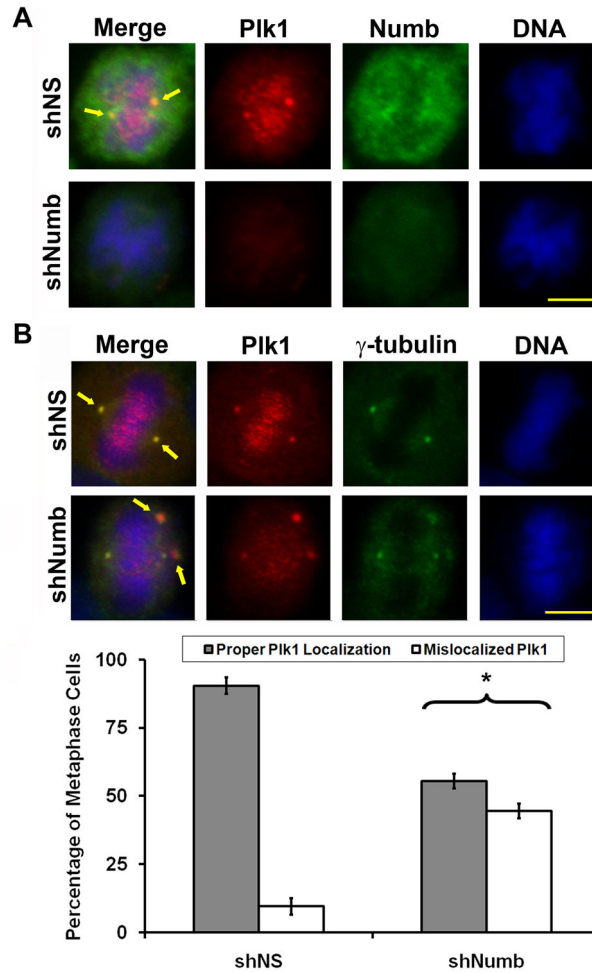 A
Merge Plk1 Numb DNA
shNS
shNumb
B
Merge Plk1 γ-tubulin DNA
shNS
shNumb
Proper Plk1 Localization Mislocalized Plk1
Percentage of Metaphase Cells
100
75
50
25
0
*
shNS shNumb